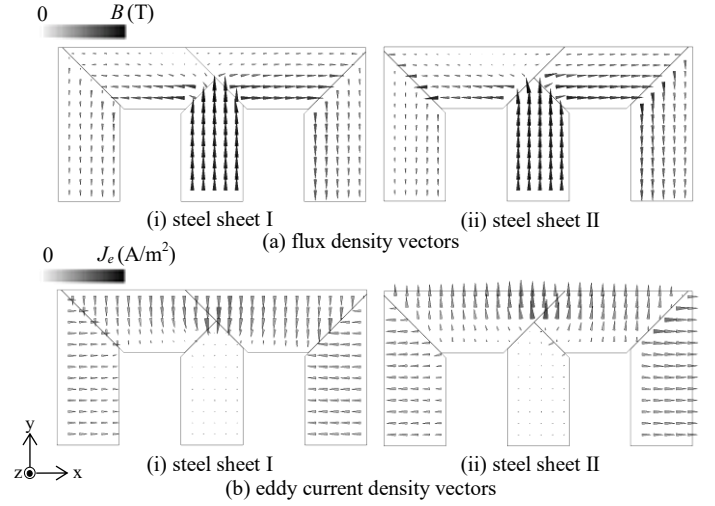 0 B (T)
(i) steel sheet I
(ii) steel sheet II
(a) flux density vectors
0 Je (A/m²)
y
z x
(i) steel sheet I
(ii) steel sheet II
(b) eddy current density vectors